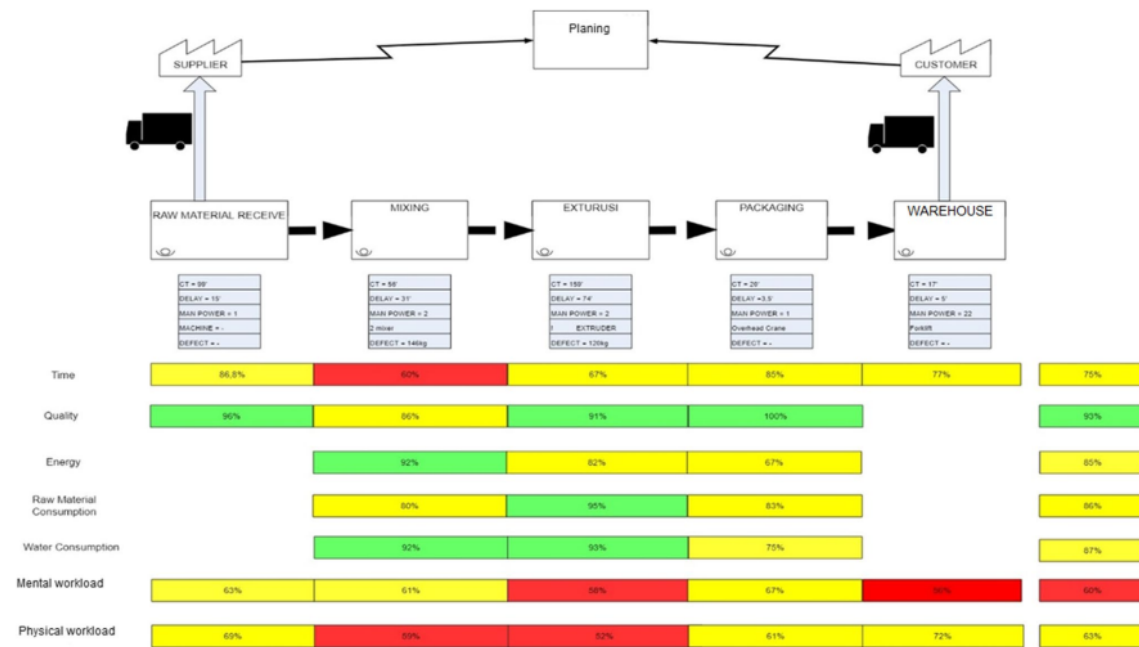 Planing
SUPPLIER
CUSTOMER
RAW MATERIAL RECEIVE
MIXING
EXTURUSI
PACKAGING
WAREHOUSE
CT = 99'
DELAY = 15'
MAN POWER = 1
MACHINE = -
DEFECT = -
CT = 56'
DELAY = 31'
MAN POWER = 2
2 mixer
DEFECT = 146kg
CT = 159'
DELAY = 74'
MAN POWER = 2
EXTRUDER
DEFECT = 120kg
CT = 28'
DELAY =3.5'
MAN POWER = 1
Overhead Crane
DEFECT = -
CT = 17'
DELAY = 5'
MAN POWER = 22
Forklift
DEFECT = -
Time
86,8%
60%
67%
85%
77%
75%
Quality
96%
86%
91%
100%
93%
Energy
92%
82%
67%
85%
Raw Material
Consumption
80%
95%
83%
86%
Water Consumption
92%
93%
75%
87%
Mental workload
63%
61%
58%
67%
60%
Physical workload
69%
59%
52%
61%
72%
63%